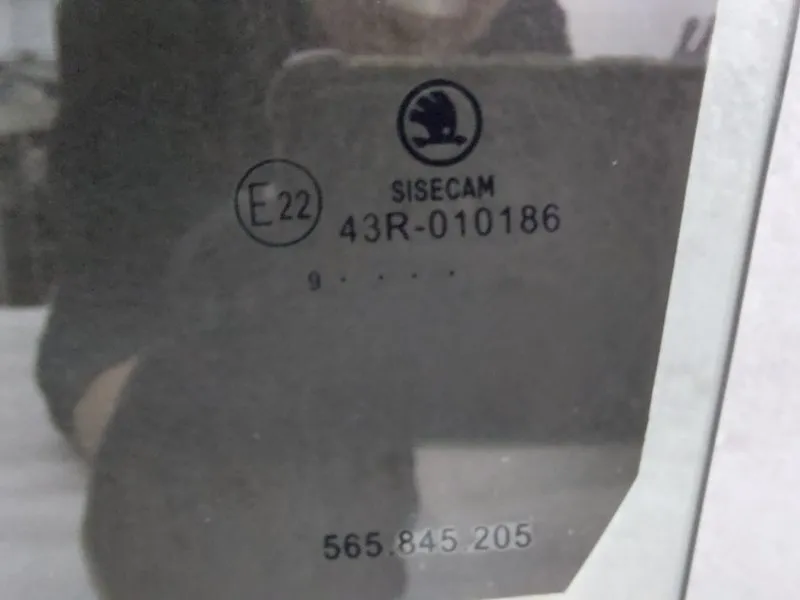 SISECAM
E22
43R-010186
9 . . . .
565.845.205